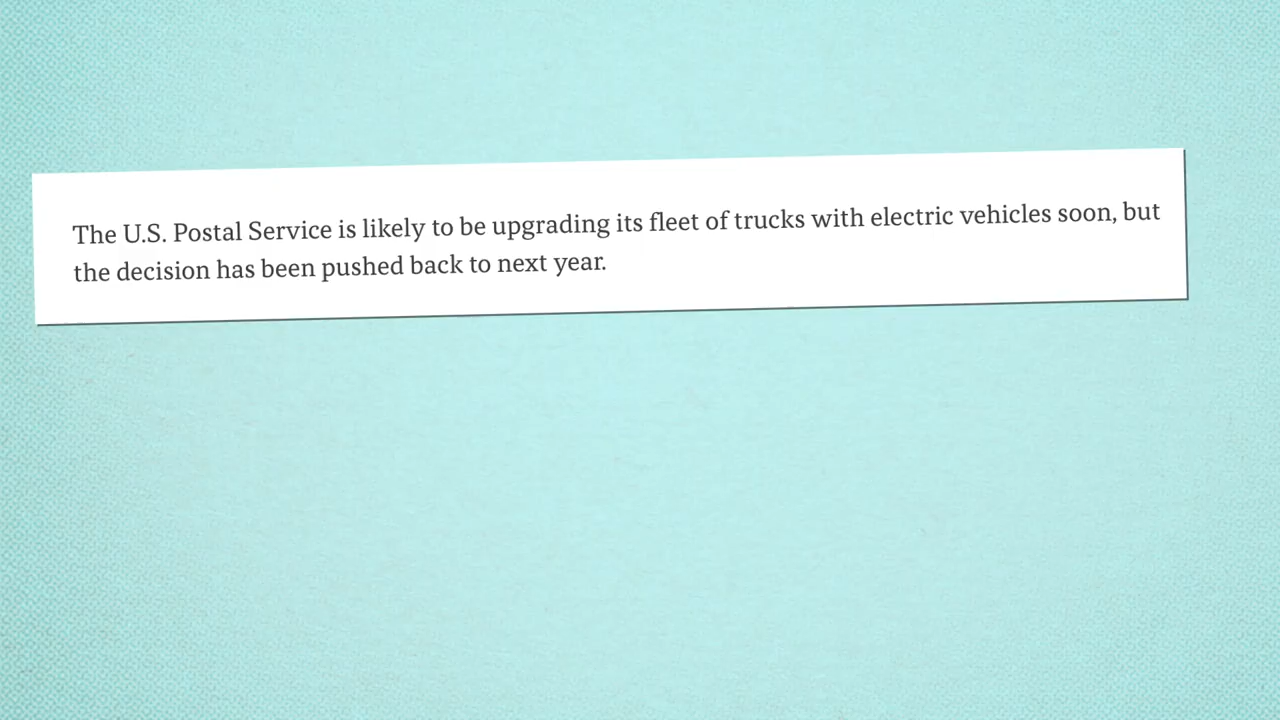 The U.S. Postal Service is likely to be upgrading its fleet of trucks with electric vehicles soon, but
the decision has been pushed back to next year.